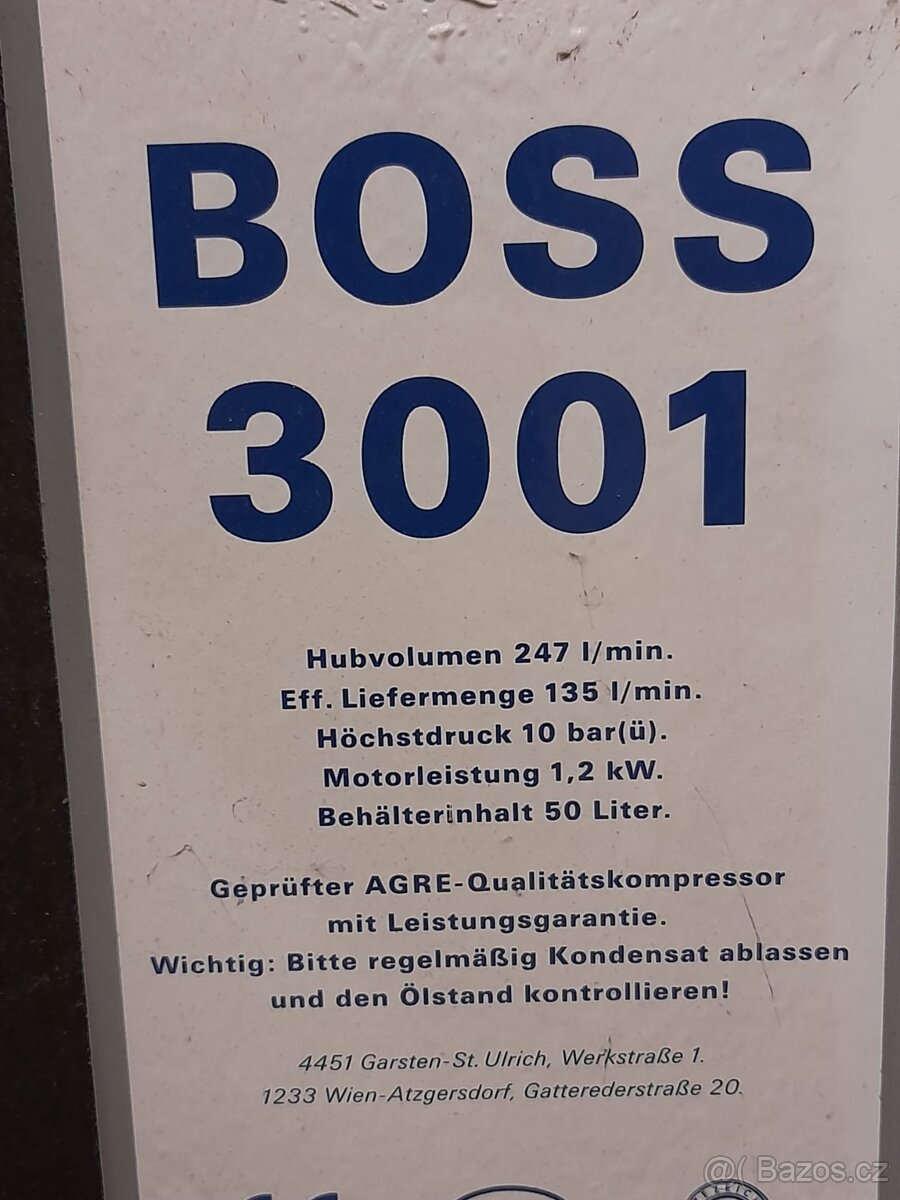 BOSS
3001
Hubvolumen 247 l/min.
Eff. Liefermenge 135 l/min.
Höchstdruck 10 bar(ü).
Motorleistung 1,2 kW.
Behälterinhalt 50 Liter.
Geprüfter AGRE-Qualitätskompressor
mit Leistungsgarantie.
Wichtig: Bitte regelmäßig Kondensat ablassen
und den Ölstand kontrollieren!
4451 Garsten-St. Ulrich, Werkstraße 1.
1233 Wien-Atzgersdorf, Gatterederstraße 20.
@( Bazos.cz